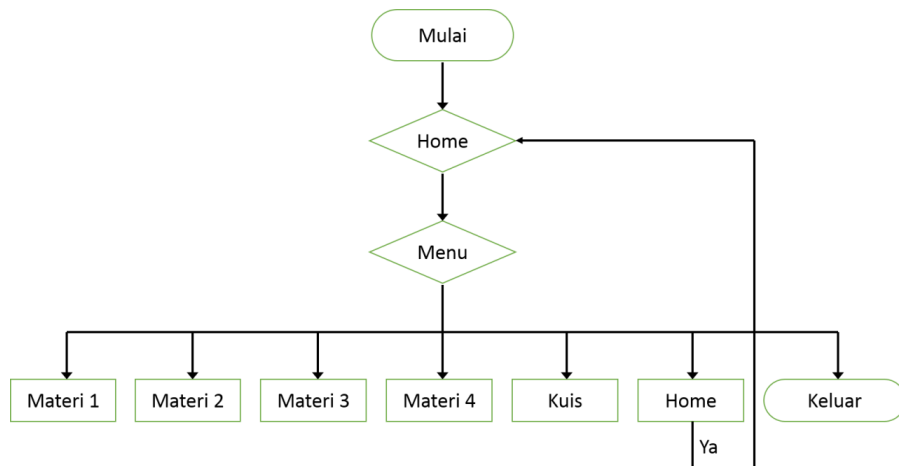 Mulai
Home
Menu
Materi 1
Materi 2
Materi 3
Materi 4
Kuis
Home
Keluar
Ya